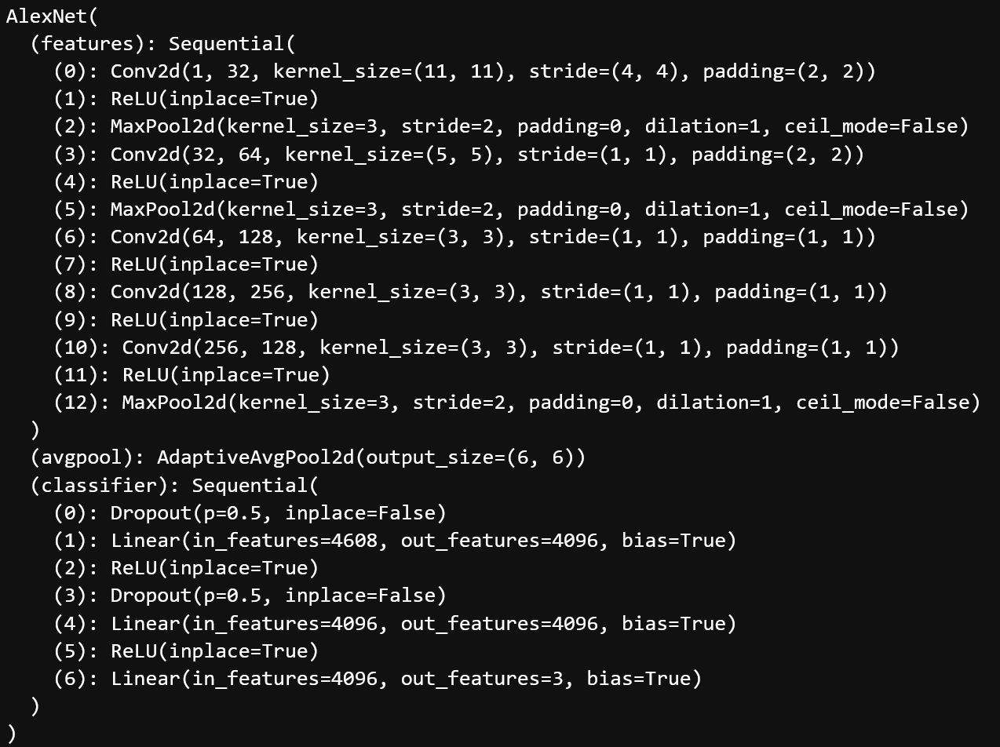 AlexNet(
  (features): Sequential(
    (0): Conv2d(1, 32, kernel_size=(11, 11), stride=(4, 4), padding=(2, 2))
    (1): ReLU(inplace=True)
    (2): MaxPool2d(kernel_size=3, stride=2, padding=0, dilation=1, ceil_mode=False)
    (3): Conv2d(32, 64, kernel_size=(5, 5), stride=(1, 1), padding=(2, 2))
    (4): ReLU(inplace=True)
    (5): MaxPool2d(kernel_size=3, stride=2, padding=0, dilation=1, ceil_mode=False)
    (6): Conv2d(64, 128, kernel_size=(3, 3), stride=(1, 1), padding=(1, 1))
    (7): ReLU(inplace=True)
    (8): Conv2d(128, 256, kernel_size=(3, 3), stride=(1, 1), padding=(1, 1))
    (9): ReLU(inplace=True)
    (10): Conv2d(256, 128, kernel_size=(3, 3), stride=(1, 1), padding=(1, 1))
    (11): ReLU(inplace=True)
    (12): MaxPool2d(kernel_size=3, stride=2, padding=0, dilation=1, ceil_mode=False)
  )
  (avgpool): AdaptiveAvgPool2d(output_size=(6, 6))
  (classifier): Sequential(
    (0): Dropout(p=0.5, inplace=False)
    (1): Linear(in_features=4608, out_features=4096, bias=True)
    (2): ReLU(inplace=True)
    (3): Dropout(p=0.5, inplace=False)
    (4): Linear(in_features=4096, out_features=4096, bias=True)
    (5): ReLU(inplace=True)
    (6): Linear(in_features=4096, out_features=3, bias=True)
  )
)